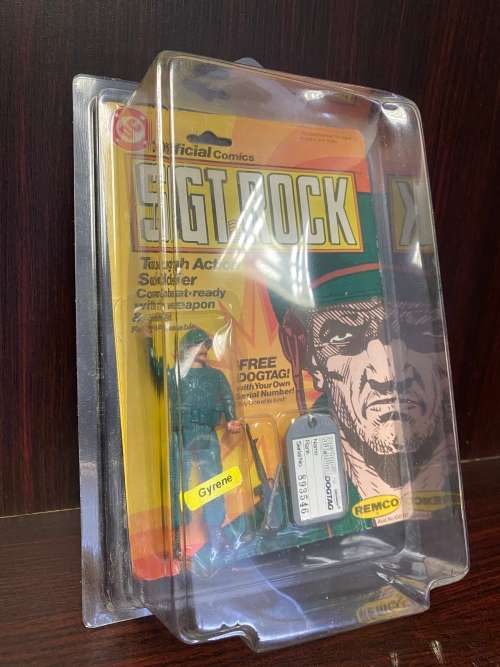 Official Comics
SGT. ROCK
Tough Action
Soldier
Combat-ready
with weapon
FREE
DOGTAG!
with Your Own
Serial Number!
Gyrene
DOGTAG
Name
Rank
Serial No. 893546
REMCO